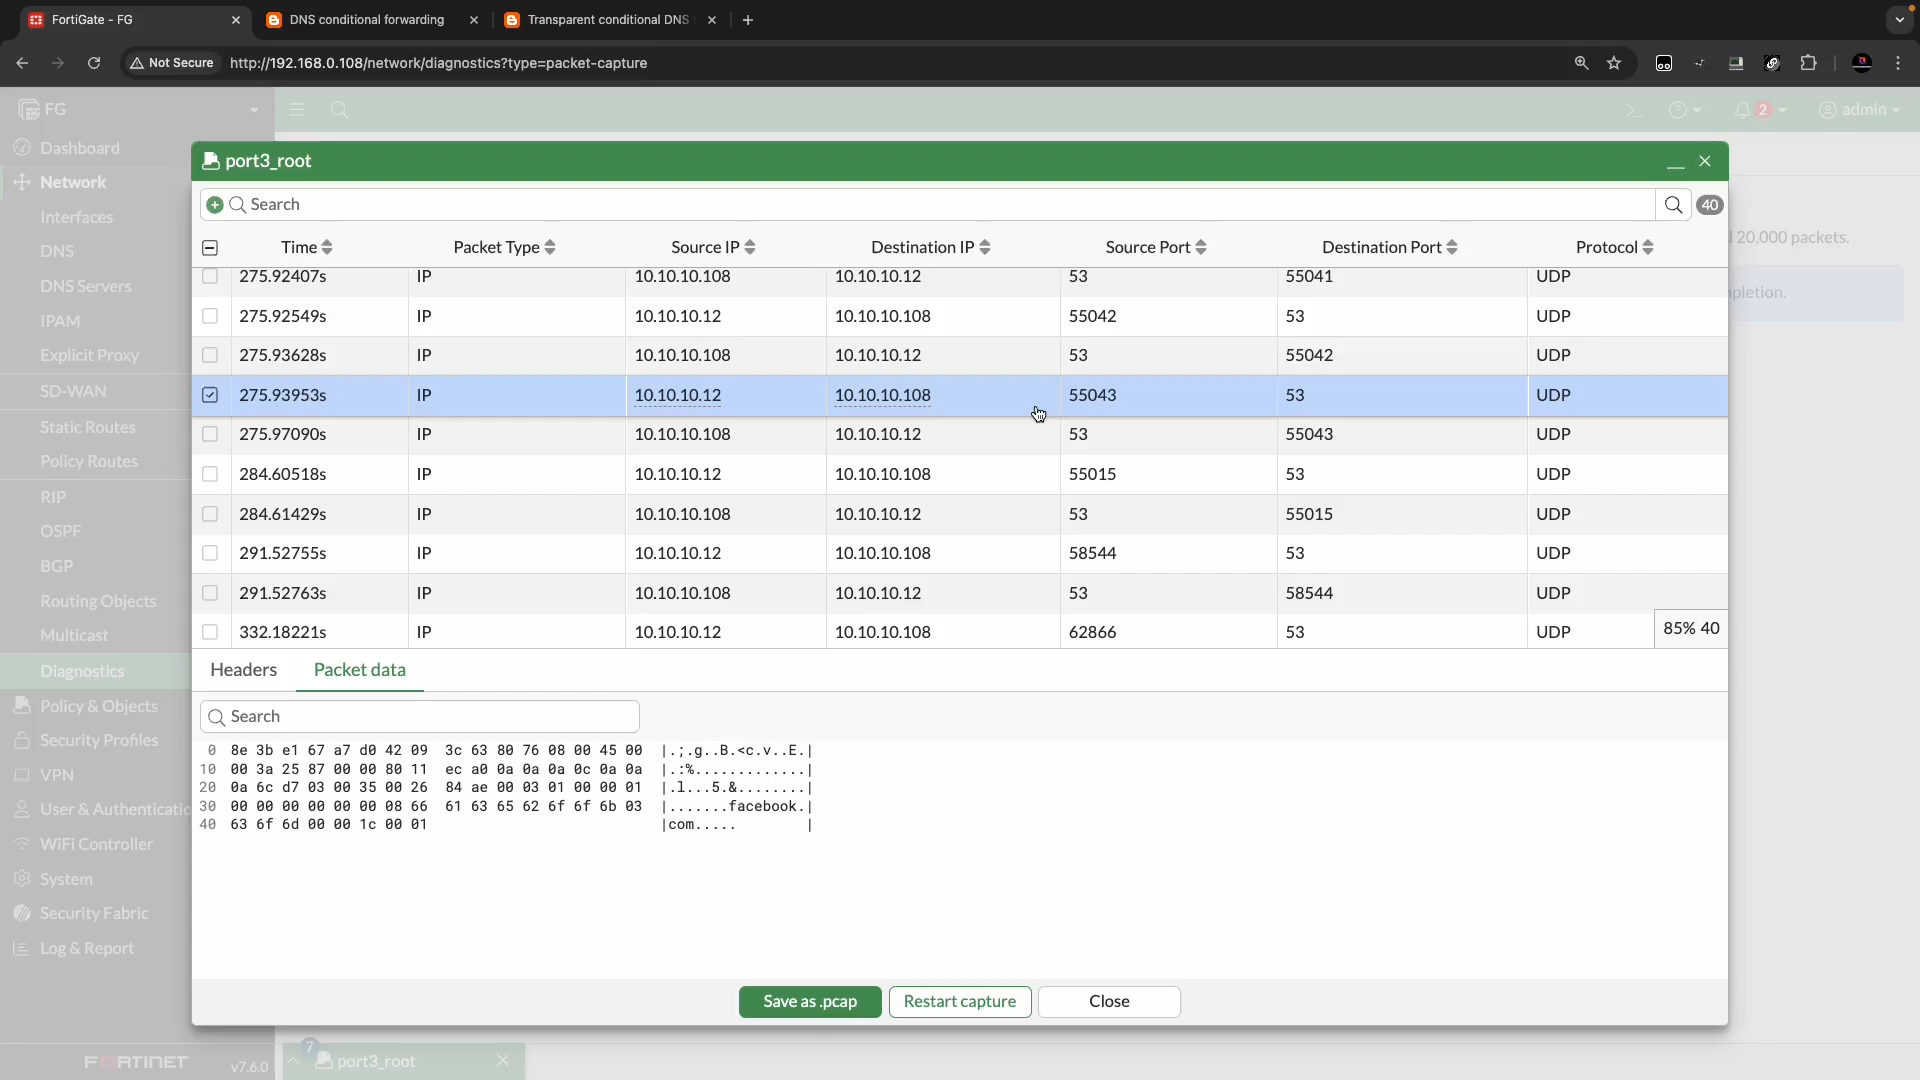 FortiGate - FG
DNS conditional forwarding
Transparent conditional DNS
Not Secure
http://192.168.0.108/network/diagnostics?type=packet-capture
FG
2
admin
Dashboard
Network
Interfaces
DNS
DNS Servers
IPAM
Explicit Proxy
SD-WAN
Static Routes
Policy Routes
RIP
OSPF
BGP
Routing Objects
Multicast
Diagnostics
Policy & Objects
Security Profiles
VPN
User & Authenticatio
WiFi Controller
System
Security Fabric
Log & Report
FORTINET v7.6.0
port3_root
Search
40
20,000 packets.
pletion.
Time Packet Type Source IP Destination IP Source Port Destination Port Protocol
275.92407s IP 10.10.10.108 10.10.10.12 53 55041 UDP
275.92549s IP 10.10.10.12 10.10.10.108 55042 53 UDP
275.93628s IP 10.10.10.108 10.10.10.12 53 55042 UDP
275.93953s IP 10.10.10.12 10.10.10.108 55043 53 UDP
275.97090s IP 10.10.10.108 10.10.10.12 53 55043 UDP
284.60518s IP 10.10.10.12 10.10.10.108 55015 53 UDP
284.61429s IP 10.10.10.108 10.10.10.12 53 55015 UDP
291.52755s IP 10.10.10.12 10.10.10.108 58544 53 UDP
291.52763s IP 10.10.10.108 10.10.10.12 53 58544 UDP
332.18221s IP 10.10.10.12 10.10.10.108 62866 53 UDP
85% 40
Headers Packet data
Search
0 8e 3b e1 67 a7 d0 42 09 3c 63 80 76 08 00 45 00 |.;.g..B.<c.v..E.|
10 00 3a 25 87 00 00 80 11 ec a0 0a 0a 0a 0c 0a 0a |.:%.............|
20 0a 6c d7 03 00 35 00 26 84 ae 00 03 01 00 00 01 |.l...5.&........|
30 00 00 00 00 00 00 08 66 61 63 65 62 6f 6f 6b 03 |.......facebook.|
40 63 6f 6d 00 00 1c 00 01 |com..... |
Save as .pcap Restart capture Close
7
port3_root